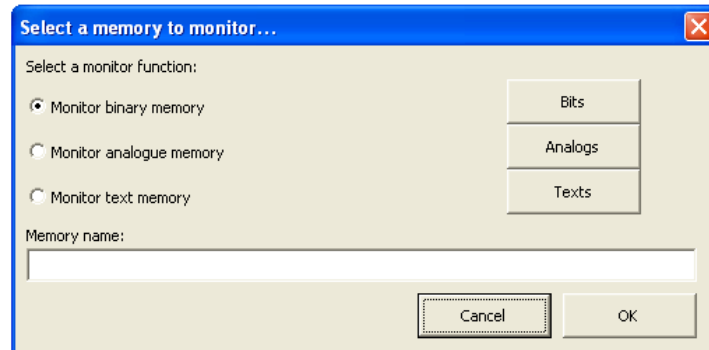 Select a memory to monitor...
Select a monitor function:
Monitor binary memory
Bits
Monitor analogue memory
Analogs
Monitor text memory
Texts
Memory name:
Cancel
OK